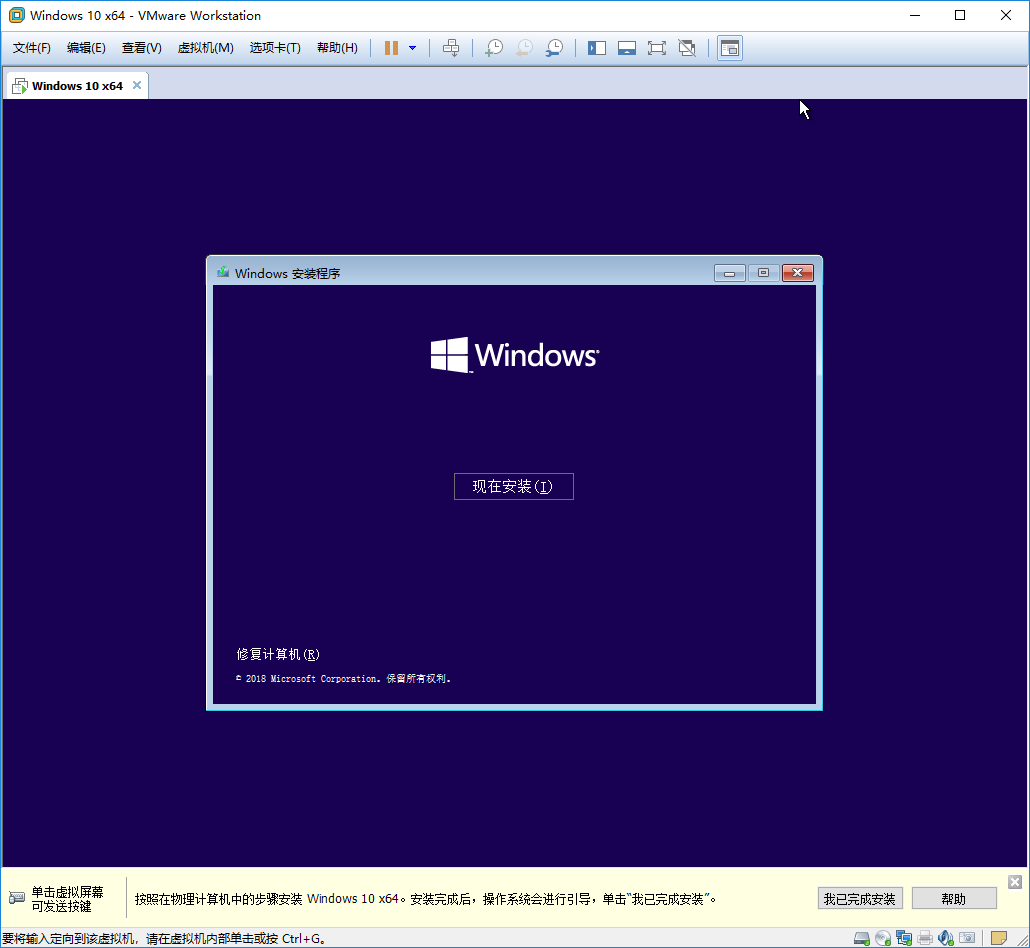 Windows 10 x64 - VMware Workstation
文件(F) 编辑(E) 查看(V) 虚拟机(M) 选项卡(T) 帮助(H)
Windows 10 x64
Windows 安装程序
Windows
现在安装(I)
修复计算机(R)
© 2018 Microsoft Corporation. 保留所有权利.
单击虚拟屏幕
可发送按键
按照在物理计算机中的步骤安装 Windows 10 x64。安装完成后，操作系统会进行引导，单击“我已完成安装”。
我已完成安装
帮助
要将输入定向到该虚拟机，请在虚拟机内部单击或按 Ctrl+G。